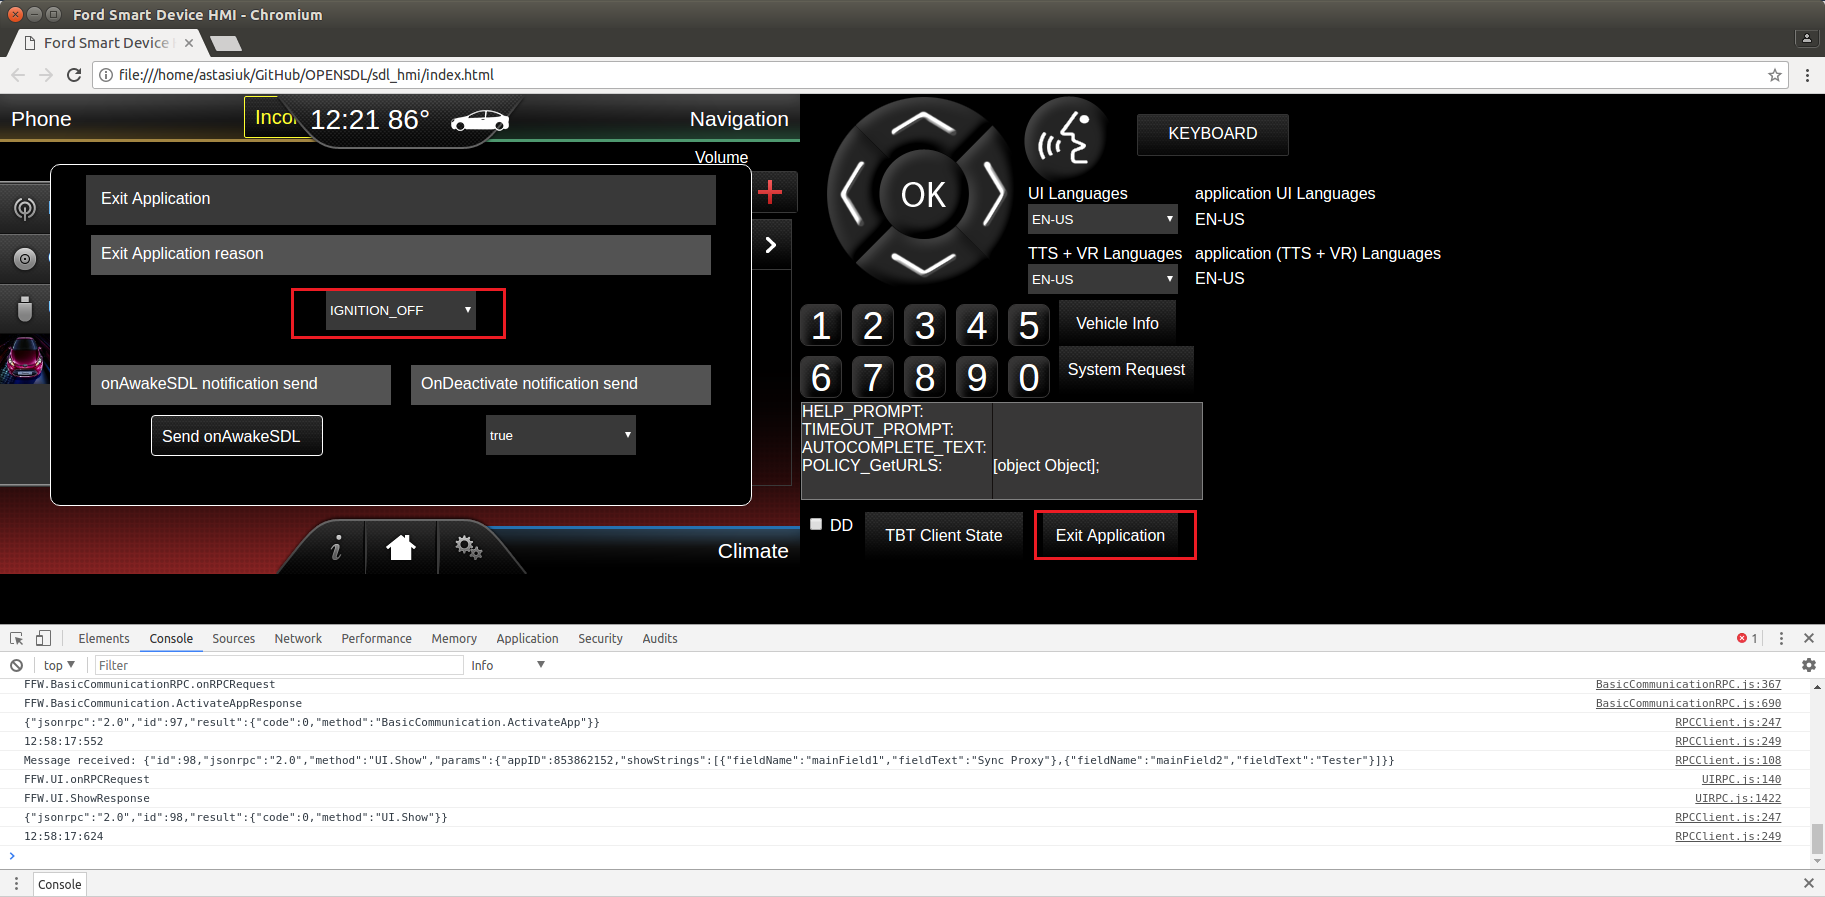 Ford Smart Device HMI - Chromium
Ford Smart Device
file:///home/astasiuk/GitHub/OPENSDL/sdl_hmi/index.html
Phone
12:21 86°
Navigation
Volume
Exit Application
Exit Application reason
IGNITION_OFF
onAwakeSDL notification send
OnDeactivate notification send
Send onAwakeSDL
true
Climate
OK
KEYBOARD
UI Languages
application UI Languages
EN-US
EN-US
TTS + VR Languages
application (TTS + VR) Languages
EN-US
EN-US
1 2 3 4 5
Vehicle Info
6 7 8 9 0
System Request
HELP_PROMPT:
TIMEOUT_PROMPT:
AUTOCOMPLETE_TEXT:
POLICY_GetURLS: [object Object];
DD
TBT Client State
Exit Application
Elements Console Sources Network Performance Memory Application Security Audits
1
top
Filter
Info
FFW.BasicCommunicationRPC.onRPCRequest BasicCommunicationRPC.js:367
FFW.BasicCommunication.ActivateAppResponse BasicCommunicationRPC.js:690
{"jsonrpc":"2.0","id":97,"result":{"code":0,"method":"BasicCommunication.ActivateApp"}} RPCClient.js:247
12:58:17:552 RPCClient.js:249
Message received: {"id":98,"jsonrpc":"2.0","method":"UI.Show","params":{"appID":853862152,"showStrings":[{"fieldName":"mainField1","fieldText":"Sync Proxy"},{"fieldName":"mainField2","fieldText":"Tester"}]}} RPCClient.js:108
FFW.UI.onRPCRequest UIRPC.js:140
FFW.UI.ShowResponse UIRPC.js:1422
{"jsonrpc":"2.0","id":98,"result":{"code":0,"method":"UI.Show"}} RPCClient.js:247
12:58:17:624 RPCClient.js:249
Console